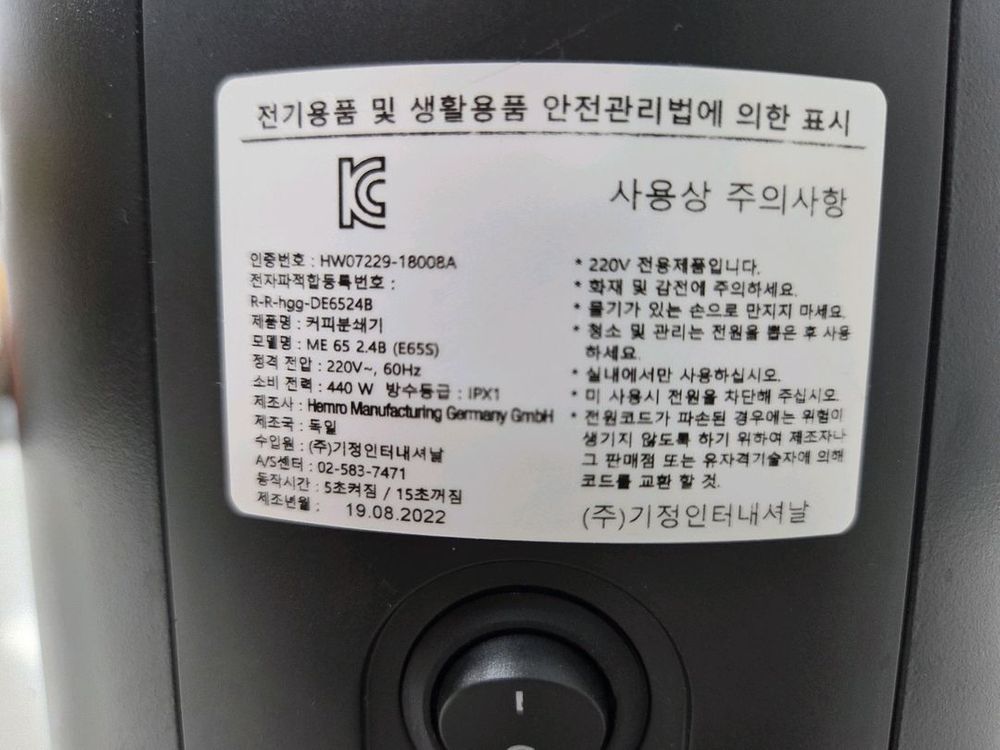 전기용품 및 생활용품 안전관리법에 의한 표시
KC
사용상 주의사항
인증번호 : HW07229-18008A
전자파적합등록번호 :
R-R-hgg-DE6524B
제품명 : 커피분쇄기
모델명 : ME 65 2.4B (E65S)
정격 전압 : 220V~, 60Hz
소비 전력 : 440 W 방수등급 : IPX1
제조사 : Hemro Manufacturing Germany GmbH
제조국 : 독일
수입원 : (주)기정인터내셔날
A/S센터 : 02-583-7471
동작시간 : 5초켜짐 / 15초꺼짐
제조년월 : 19.08.2022
* 220V 전용제품입니다.
* 화재 및 감전에 주의하세요.
* 물기가 있는 손으로 만지지 마세요.
* 청소 및 관리는 전원을 뽑은 후 사용
하세요.
* 실내에서만 사용하십시오.
* 미 사용시 전원을 차단해 주십시오.
* 전원코드가 파손된 경우에는 위험이
생기지 않도록 하기 위하여 제조자나
그 판매점 또는 유자격기술자에 의해
코드를 교환 할 것.
(주)기정인터내셔날